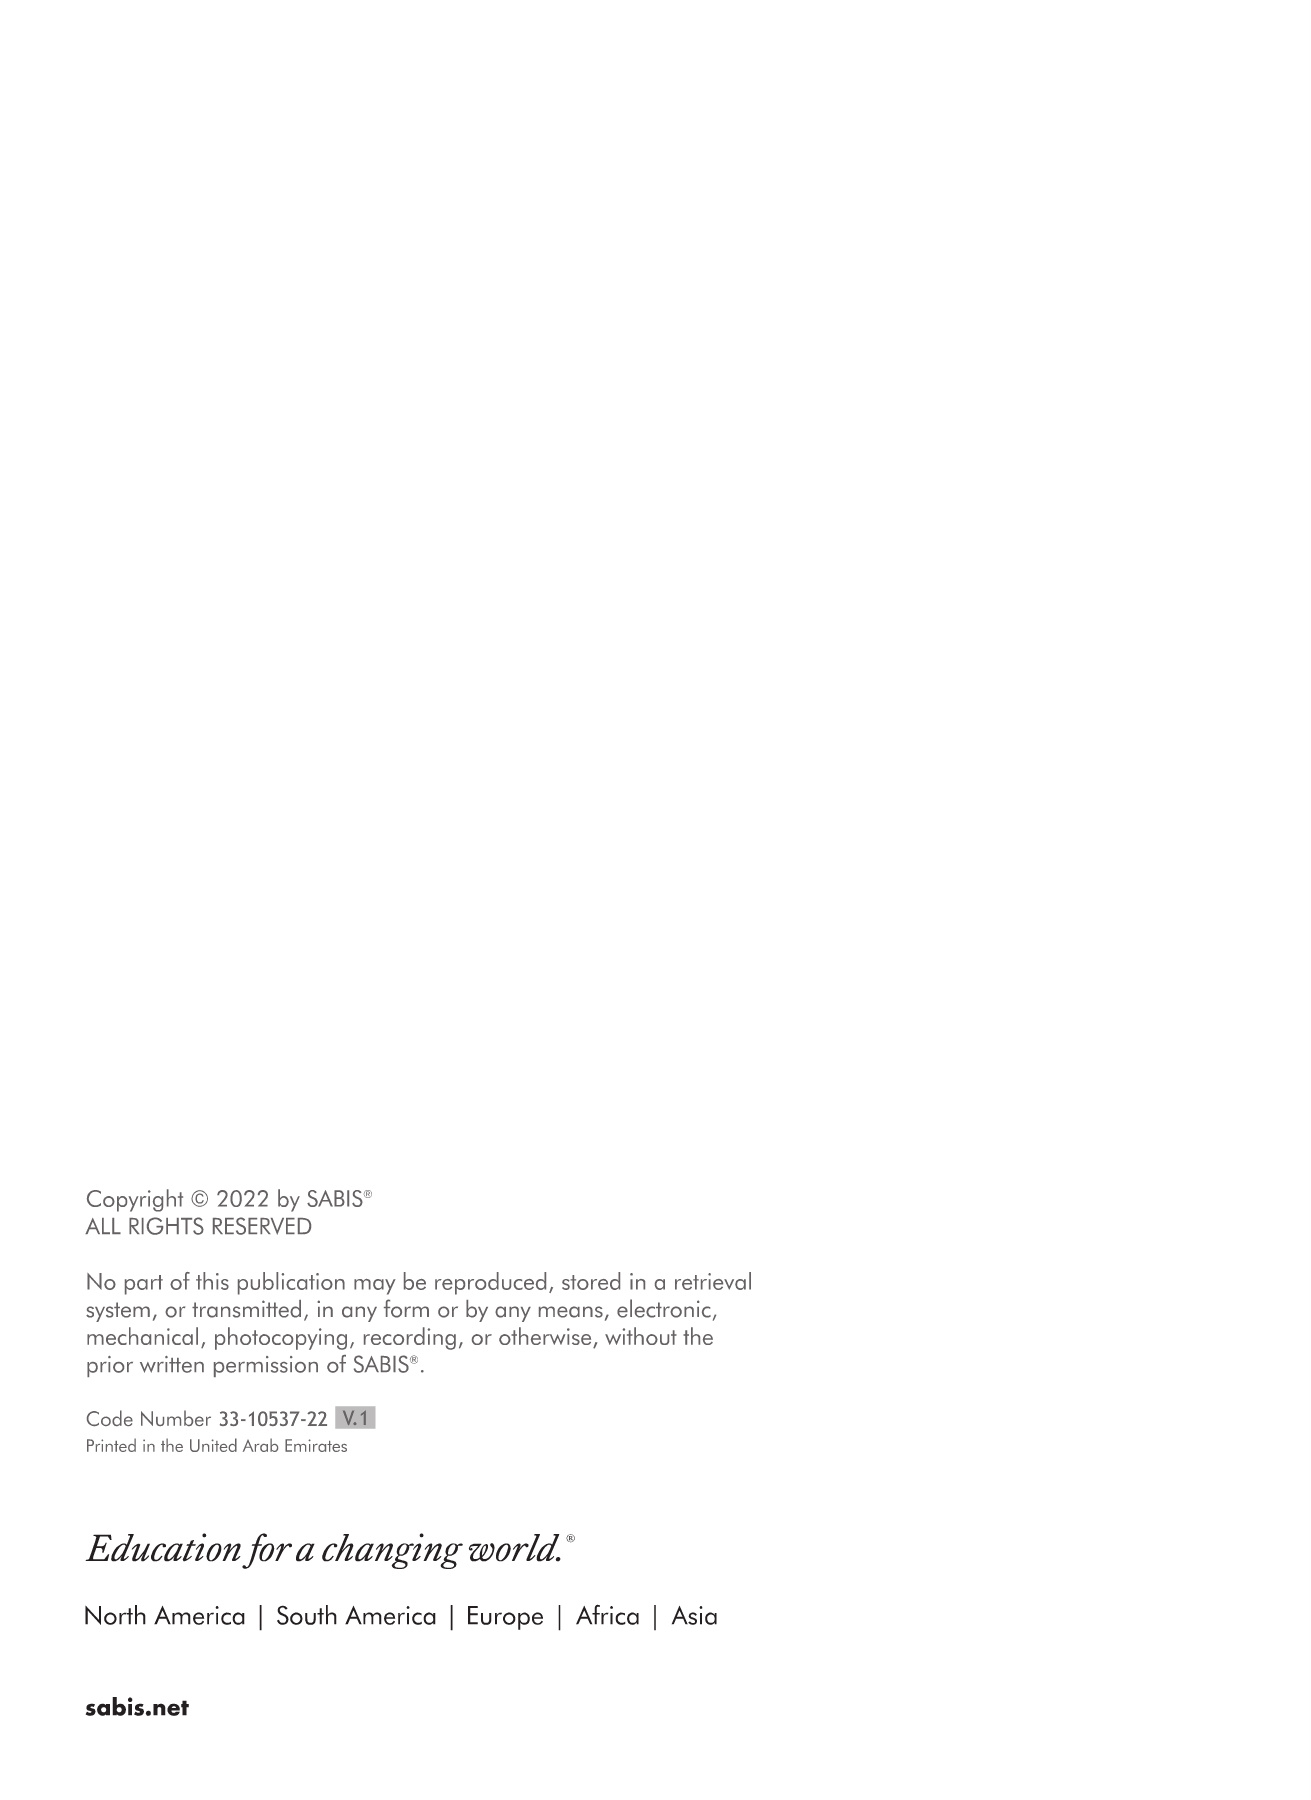 Copyright © 2022 by SABIS®
ALL RIGHTS RESERVED
No part of this publication may be reproduced, stored in a retrieval
system, or transmitted, in any form or by any means, electronic,
mechanical, photocopying, recording, or otherwise, without the
prior written permission of SABIS®.
Code Number 33-10537-22 V.1
Printed in the United Arab Emirates
Education for a changing world.®
North America | South America | Europe | Africa | Asia
sabis.net